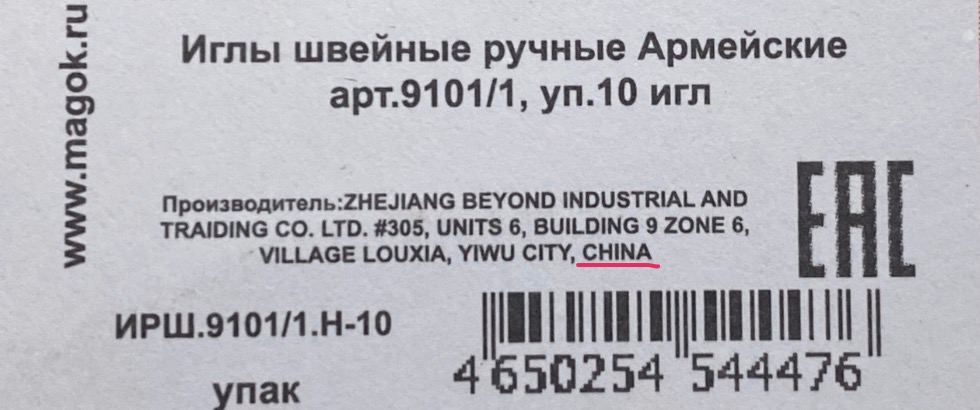 www.magok.ru
Иглы швейные ручные Армейские
арт.9101/1, уп.10 игл
Производитель:ZHEJIANG BEYOND INDUSTRIAL AND
TRAIDING CO. LTD. #305, UNITS 6, BUILDING 9 ZONE 6,
VILLAGE LOUXIA, YIWU CITY, CHINA
EAC
ИРШ.9101/1.Н-10
упак
4 650254 544476